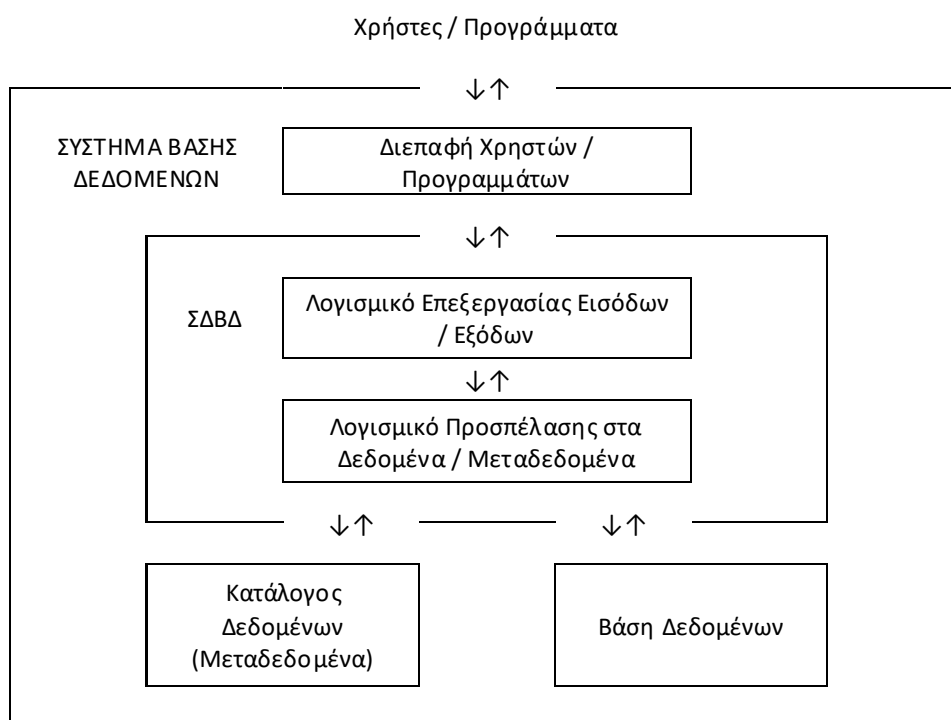 Χρήστες / Προγράμματα
↓↑
ΣΥΣΤΗΜΑ ΒΑΣΗΣ
ΔΕΔΟΜΕΝΩΝ
Διεπαφή Χρηστών /
Προγραμμάτων
↓↑
ΣΔΒΔ
Λογισμικό Επεξεργασίας Εισόδων
/ Εξόδων
↓↑
Λογισμικό Προσπέλασης στα
Δεδομένα / Μεταδεδομένα
↓↑
↓↑
Κατάλογος
Δεδομένων
(Μεταδεδομένα)
Βάση Δεδομένων